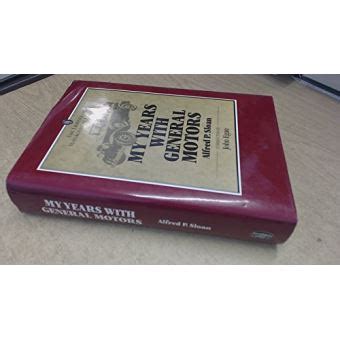 MY YEARS
WITH
GENERAL
MOTORS
Alfred P. Sloan
MY YEARS WITH
GENERAL MOTORS
Alfred P. Sloan